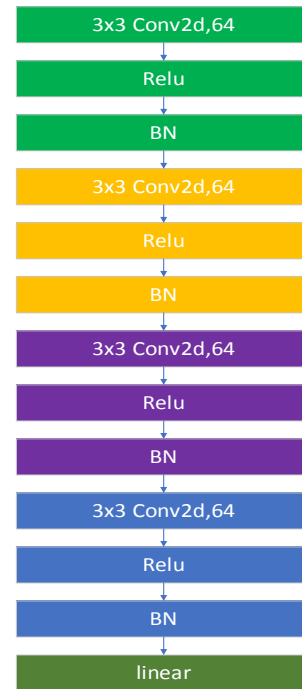 3x3 Conv2d,64
Relu
BN
3x3 Conv2d,64
Relu
BN
3x3 Conv2d,64
Relu
BN
3x3 Conv2d,64
Relu
BN
linear